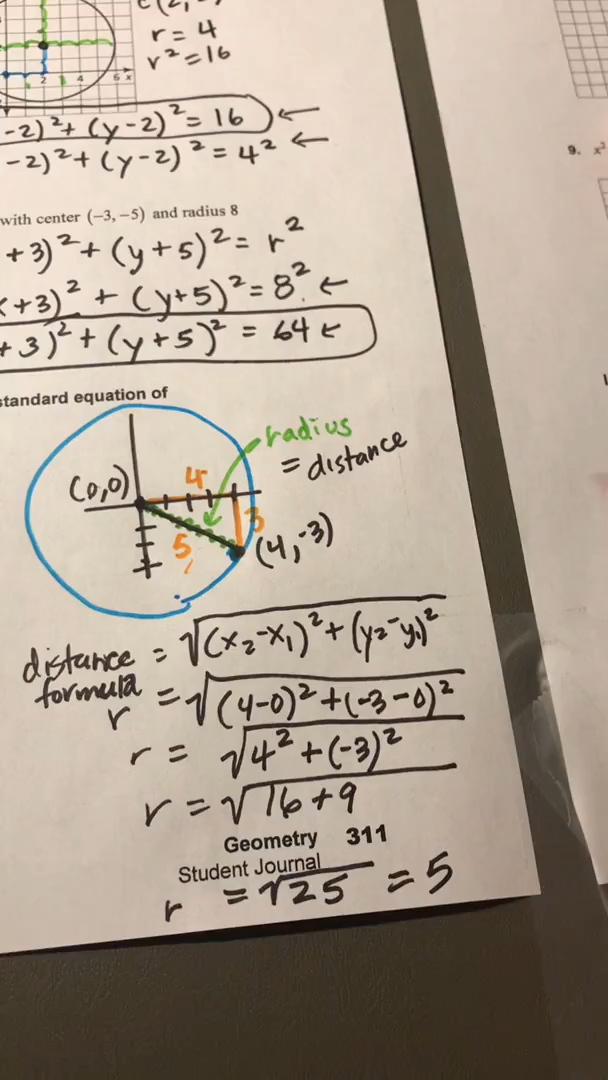 r = 4
r² = 16
2 4 6 x
-2)² + (y-2)² = 16 ←
-2)² + (y-2)² = 4² ←
with center (−3, −5) and radius 8
+3)² + (y+5)² = r²
(x+3)² + (y+5)² = 8² ←
+3)² + (y+5)² = 64 ←
standard equation of
radius
= distance
(0,0) 4
3
5 (4,-3)
distance formula = √(x₂-x₁)² + (y₂-y₁)²
r = √(4-0)² + (-3-0)²
r = √4² + (-3)²
r = √16+9
Geometry 311
Student Journal
r = √25 = 5
9. x²